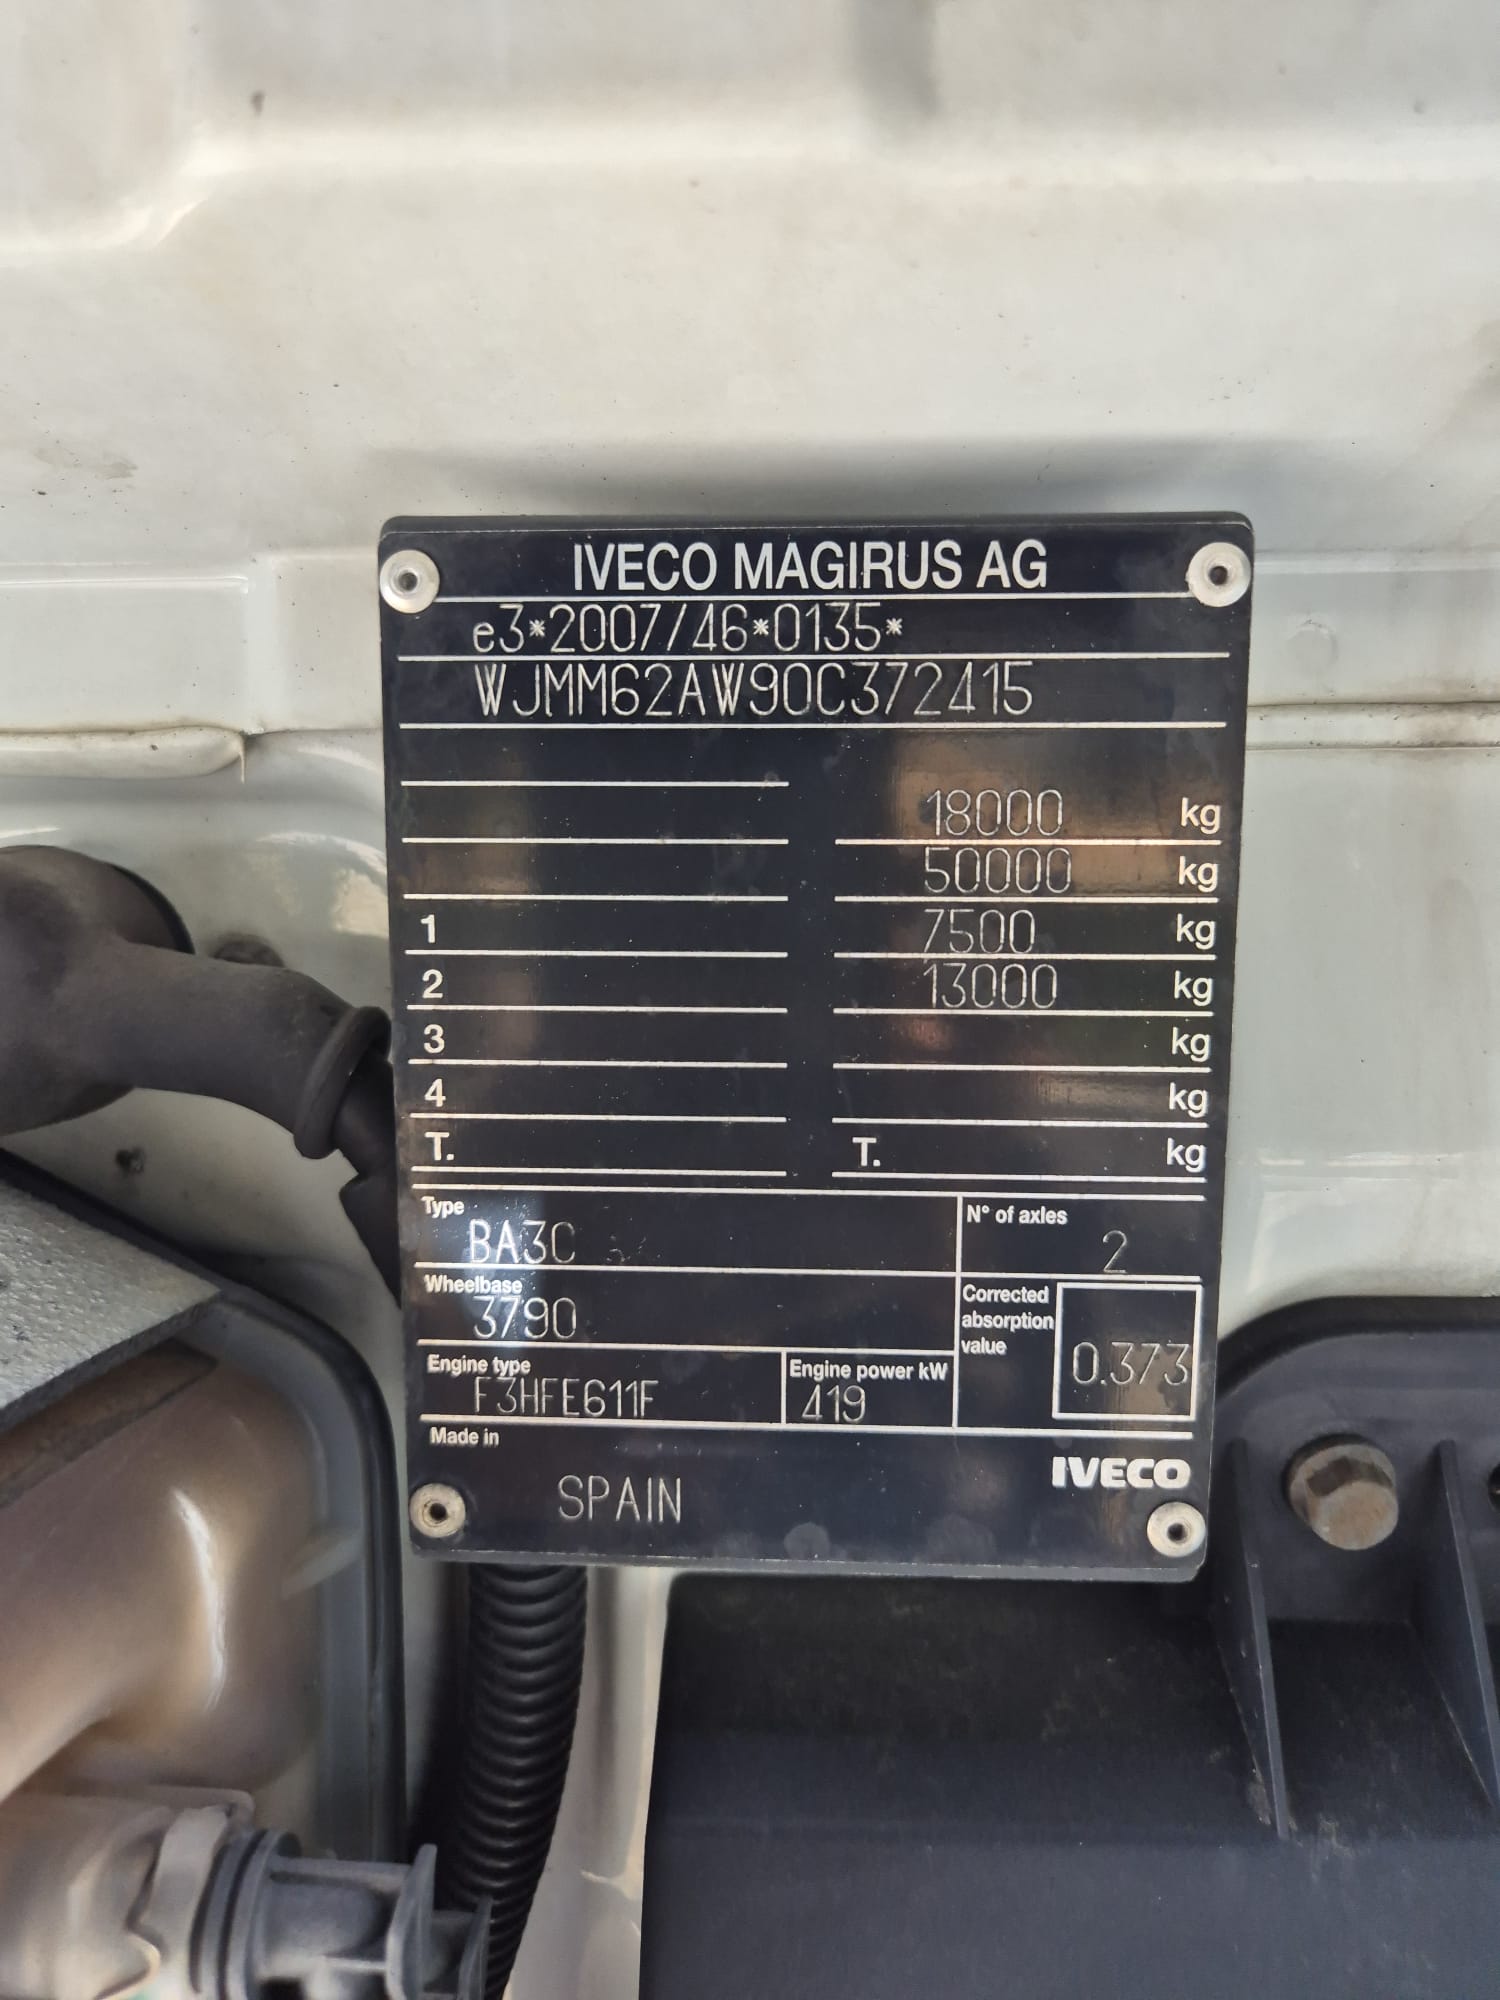 IVECO MAGIRUS AG
e3*2007/46*0135*
WJMM62AW90C372415
18000 kg
50000 kg
1 7500 kg
2 13000 kg
3 kg
4 kg
T. T. kg
Type
BA3C
N° of axles
2
Wheelbase
3790
Corrected
absorption
value
0.373
Engine type
F3HFE611F
Engine power kW
419
Made in
SPAIN
IVECO